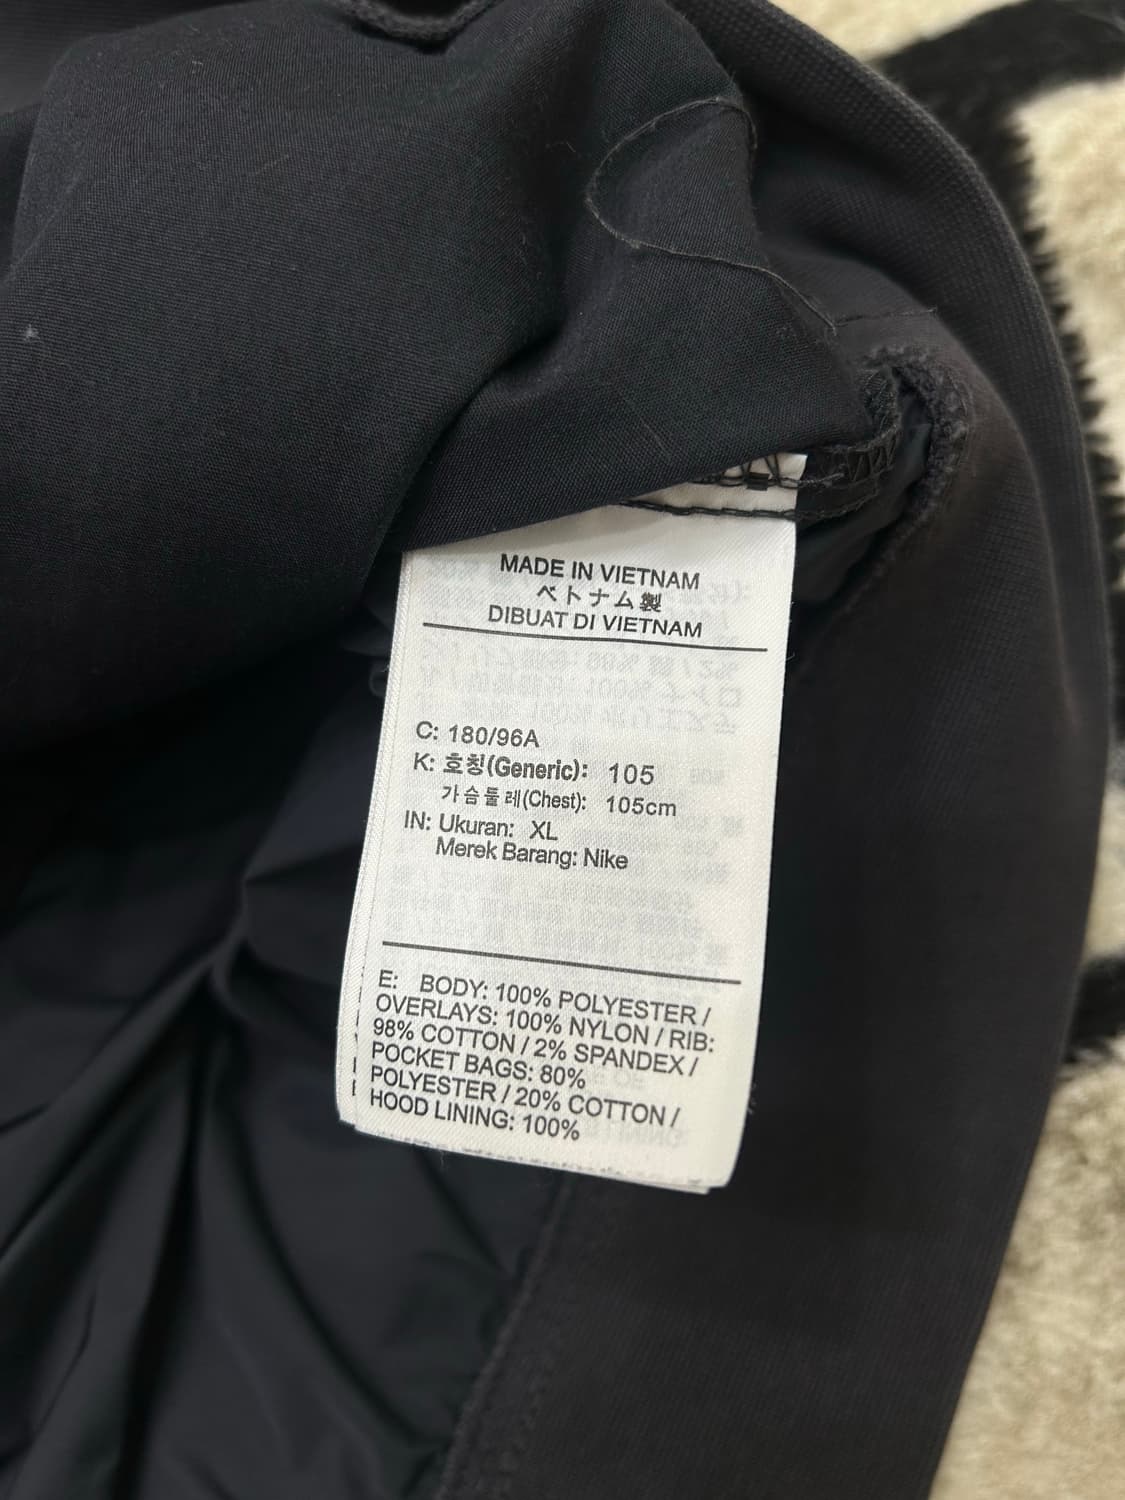 MADE IN VIETNAM
ベトナム製
DIBUAT DI VIETNAM
C: 180/96A
K: 호칭(Generic): 105
가슴둘레(Chest): 105cm
IN: Ukuran: XL
Merek Barang: Nike
E: BODY: 100% POLYESTER /
OVERLAYS: 100% NYLON / RIB:
98% COTTON / 2% SPANDEX /
POCKET BAGS: 80%
POLYESTER / 20% COTTON /
HOOD LINING: 100%